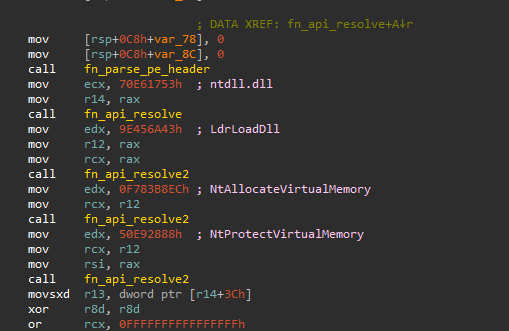 ; DATA XREF: fn_api_resolve+A↓r
mov [rsp+0C8h+var_78], 0
mov [rsp+0C8h+var_8C], 0
call fn_parse_pe_header
mov ecx, 70E61753h ; ntdll.dll
mov r14, rax
call fn_api_resolve
mov edx, 9E456A43h ; LdrLoadDll
mov r12, rax
mov rcx, rax
call fn_api_resolve2
mov edx, 0F783B8ECh ; NtAllocateVirtualMemory
mov rcx, r12
call fn_api_resolve2
mov edx, 50E92888h ; NtProtectVirtualMemory
mov rcx, r12
mov rsi, rax
call fn_api_resolve2
movsxd r13, dword ptr [r14+3Ch]
xor r8d, r8d
or rcx, 0FFFFFFFFFFFFFFFFh